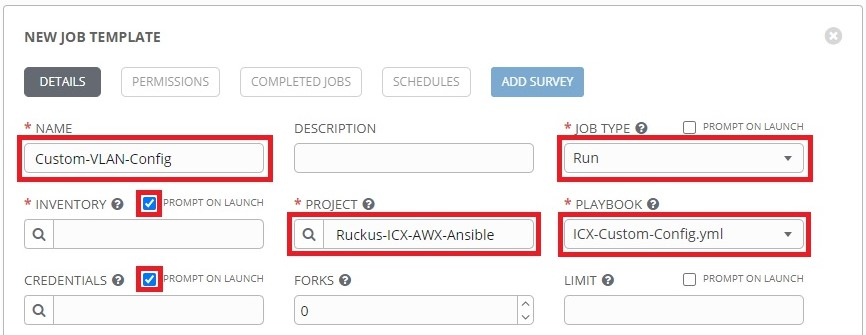 NEW JOB TEMPLATE
DETAILS PERMISSIONS COMPLETED JOBS SCHEDULES ADD SURVEY
* NAME DESCRIPTION * JOB TYPE ? PROMPT ON LAUNCH
Custom-VLAN-Config Run
* INVENTORY ? PROMPT ON LAUNCH * PROJECT ? * PLAYBOOK ?
Ruckus-ICX-AWX-Ansible ICX-Custom-Config.yml
CREDENTIALS ? PROMPT ON LAUNCH FORKS ? LIMIT ? PROMPT ON LAUNCH
0